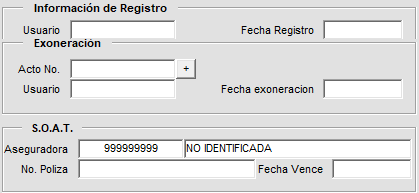 Información de Registro
Usuario Fecha Registro
Exoneración
Acto No. +
Usuario Fecha exoneracion
S.O.A.T.
Aseguradora 999999999 NO IDENTIFICADA
No. Poliza Fecha Vence